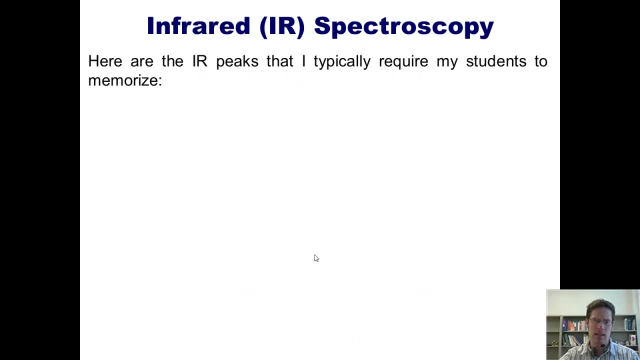 Infrared (IR) Spectroscopy
Here are the IR peaks that I typically require my students to
memorize: